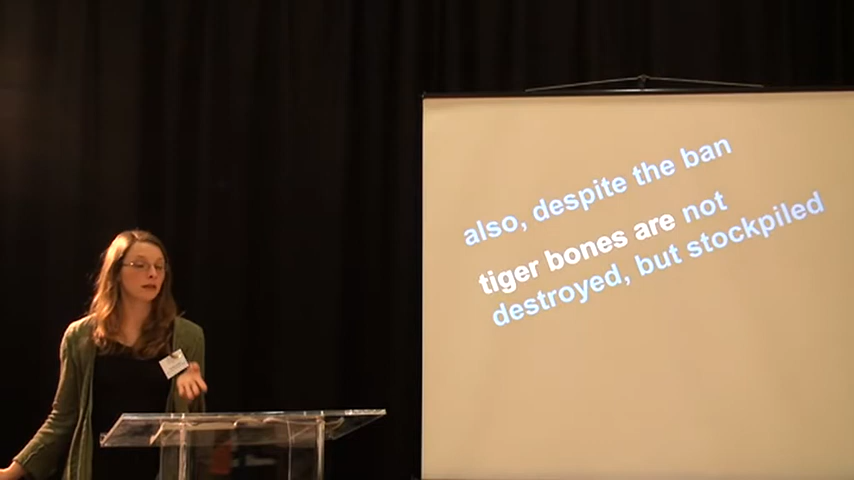 also, despite the ban
tiger bones are not
destroyed, but stockpiled